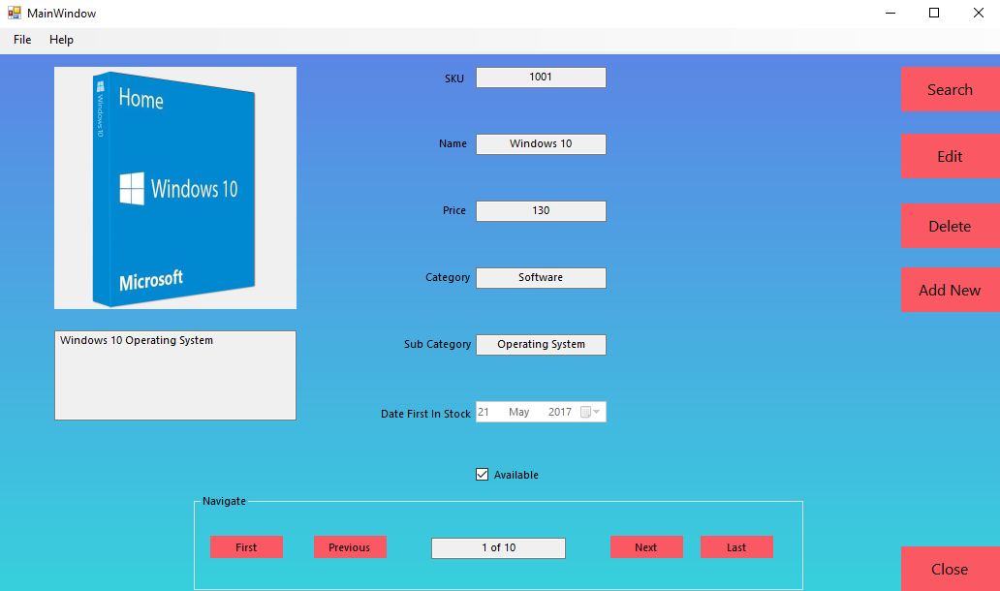 MainWindow
File Help
Home
Windows 10
Windows 10
Microsoft
Windows 10 Operating System
SKU 1001
Name Windows 10
Price 130
Category Software
Sub Category Operating System
Date First In Stock 21 May 2017
Available
Search
Edit
Delete
Add New
Navigate
First Previous 1 of 10 Next Last
Close